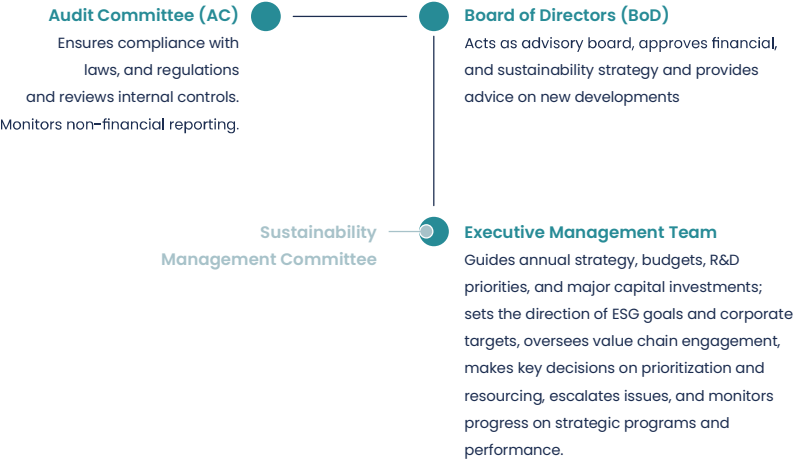 Audit Committee (AC)
Ensures compliance with
laws, and regulations
and reviews internal controls.
Monitors non-financial reporting.
Board of Directors (BoD)
Acts as advisory board, approves financial,
and sustainability strategy and provides
advice on new developments
Sustainability
Management Committee
Executive Management Team
Guides annual strategy, budgets, R&D
priorities, and major capital investments;
sets the direction of ESG goals and corporate
targets, oversees value chain engagement,
makes key decisions on prioritization and
resourcing, escalates issues, and monitors
progress on strategic programs and
performance.